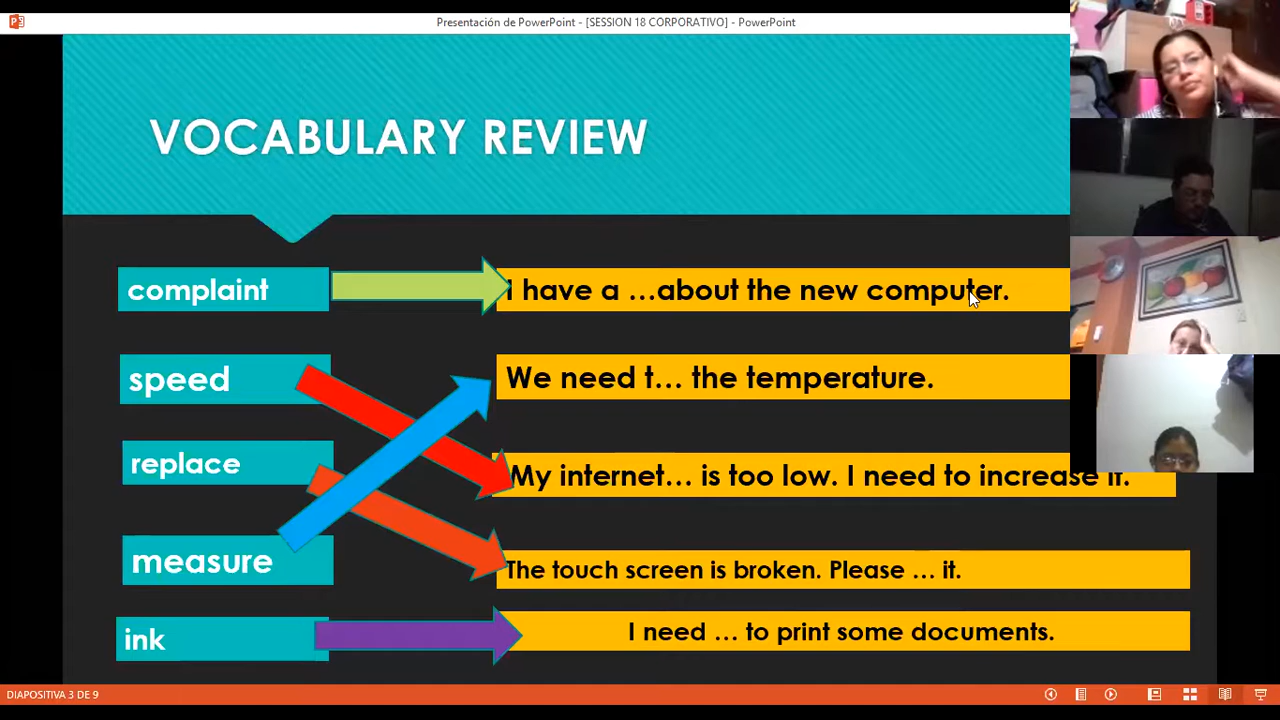 Presentación de PowerPoint - [SESSION 18 CORPORATIVO] - PowerPoint
VOCABULARY REVIEW
complaint
I have a ...about the new computer.
speed
We need t... the temperature.
replace
My internet... is too low. I need to increase it.
measure
The touch screen is broken. Please ... it.
ink
I need ... to print some documents.
DIAPOSITIVA 3 DE 9